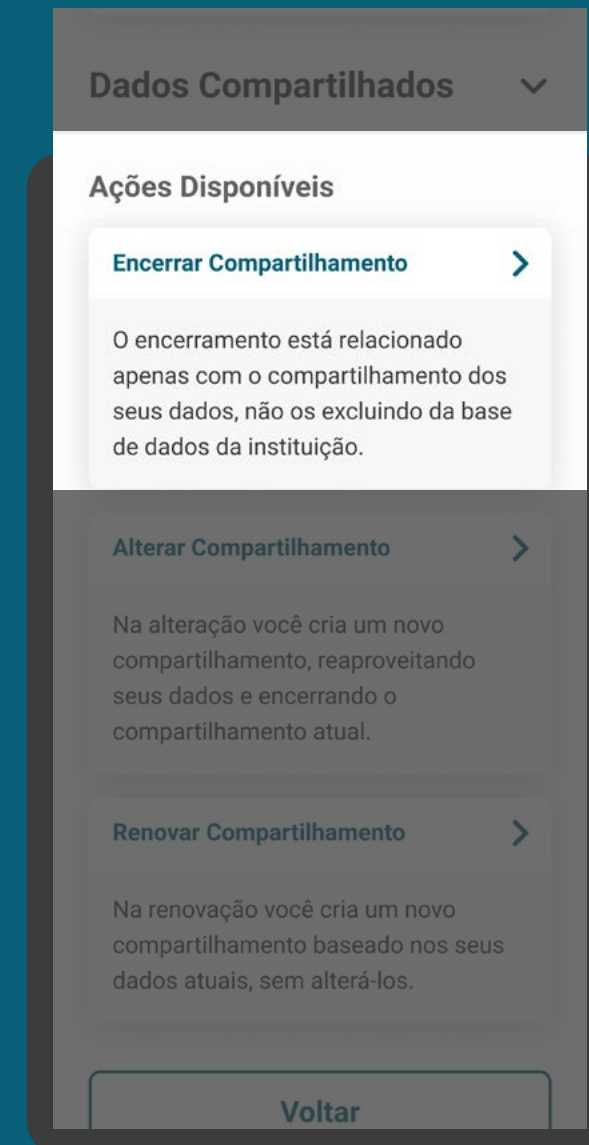 Dados Compartilhados
Ações Disponíveis
Encerrar Compartilhamento
O encerramento está relacionado
apenas com o compartilhamento dos
seus dados, não os excluindo da base
de dados da instituição.
Alterar Compartilhamento
Na alteração você cria um novo
compartilhamento, reaproveitando
seus dados e encerrando o
compartilhamento atual.
Renovar Compartilhamento
Na renovação você cria um novo
compartilhamento baseado nos seus
dados atuais, sem alterá-los.
Voltar